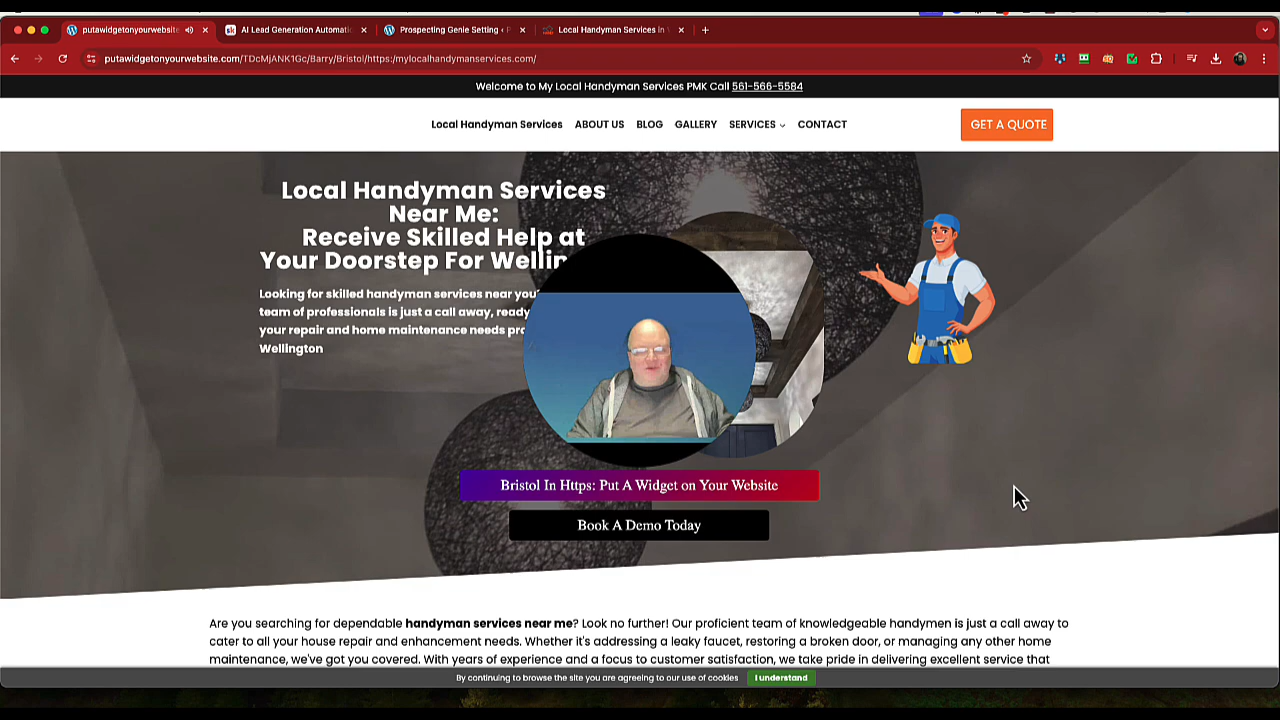 putawidgetonyourwebsite
AI Lead Generation Automati
Prospecting Genie Setting
Local Handyman Services in
putawidgetonyourwebsite.com/TDcMjANK1Gc/Barry/Bristol/https:/mylocalhandymanservices.com/
Welcome to My Local Handyman Services PMK Call 561-566-5584
Local Handyman Services ABOUT US BLOG GALLERY SERVICES CONTACT
GET A QUOTE
Local Handyman Services
Near Me:
Receive Skilled Help at
Your Doorstep For Wellin
Looking for skilled handyman services near you
team of professionals is just a call away, ready
your repair and home maintenance needs pro
Wellington
Bristol In Https: Put A Widget on Your Website
Book A Demo Today
Are you searching for dependable handyman services near me? Look no further! Our proficient team of knowledgeable handymen is just a call away to
cater to all your house repair and enhancement needs. Whether it's addressing a leaky faucet, restoring a broken door, or managing any other home
maintenance, we've got you covered. With years of experience and a focus to customer satisfaction, we take pride in delivering excellent service that
By continuing to browse the site you are agreeing to our use of cookies
I understand